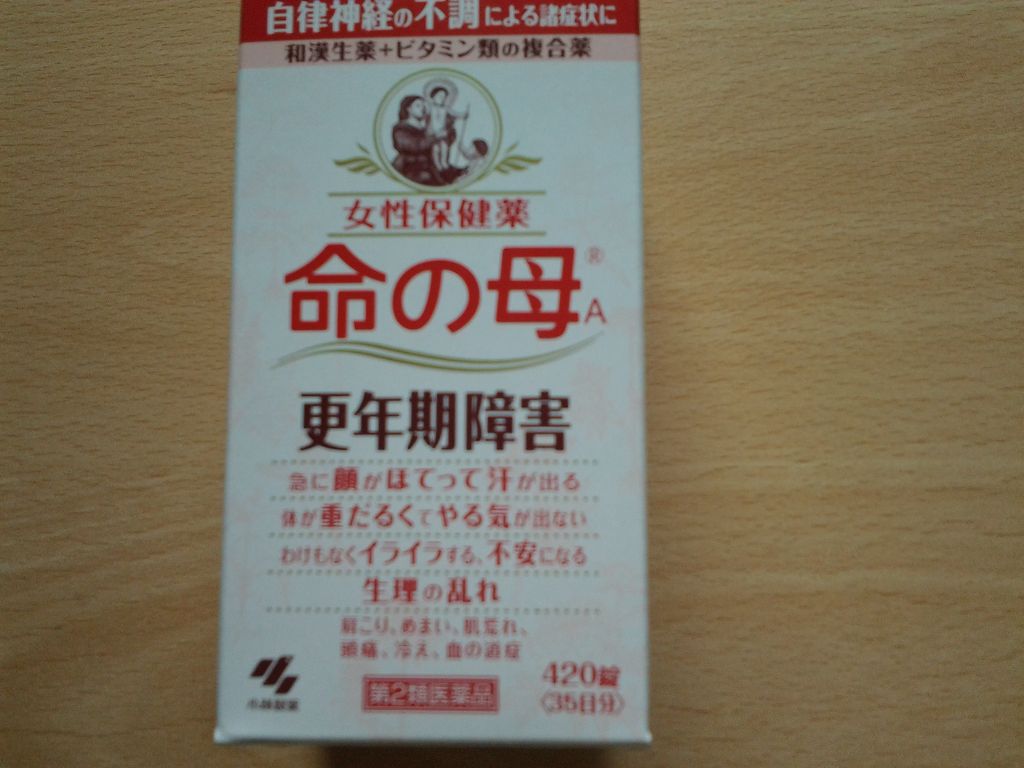 自律神経の不調による諸症状に
和漢生薬+ビタミン類の複合薬
女性保健薬
命の母®A
更年期障害
急に顔がほてって汗が出る
体が重だるくてやる気が出ない
わけもなくイライラする、不安になる
生理の乱れ
肩こり、めまい、肌荒れ、
頭痛、冷え、血の道症
第2類医薬品
420錠
〈35日分〉
小林製薬